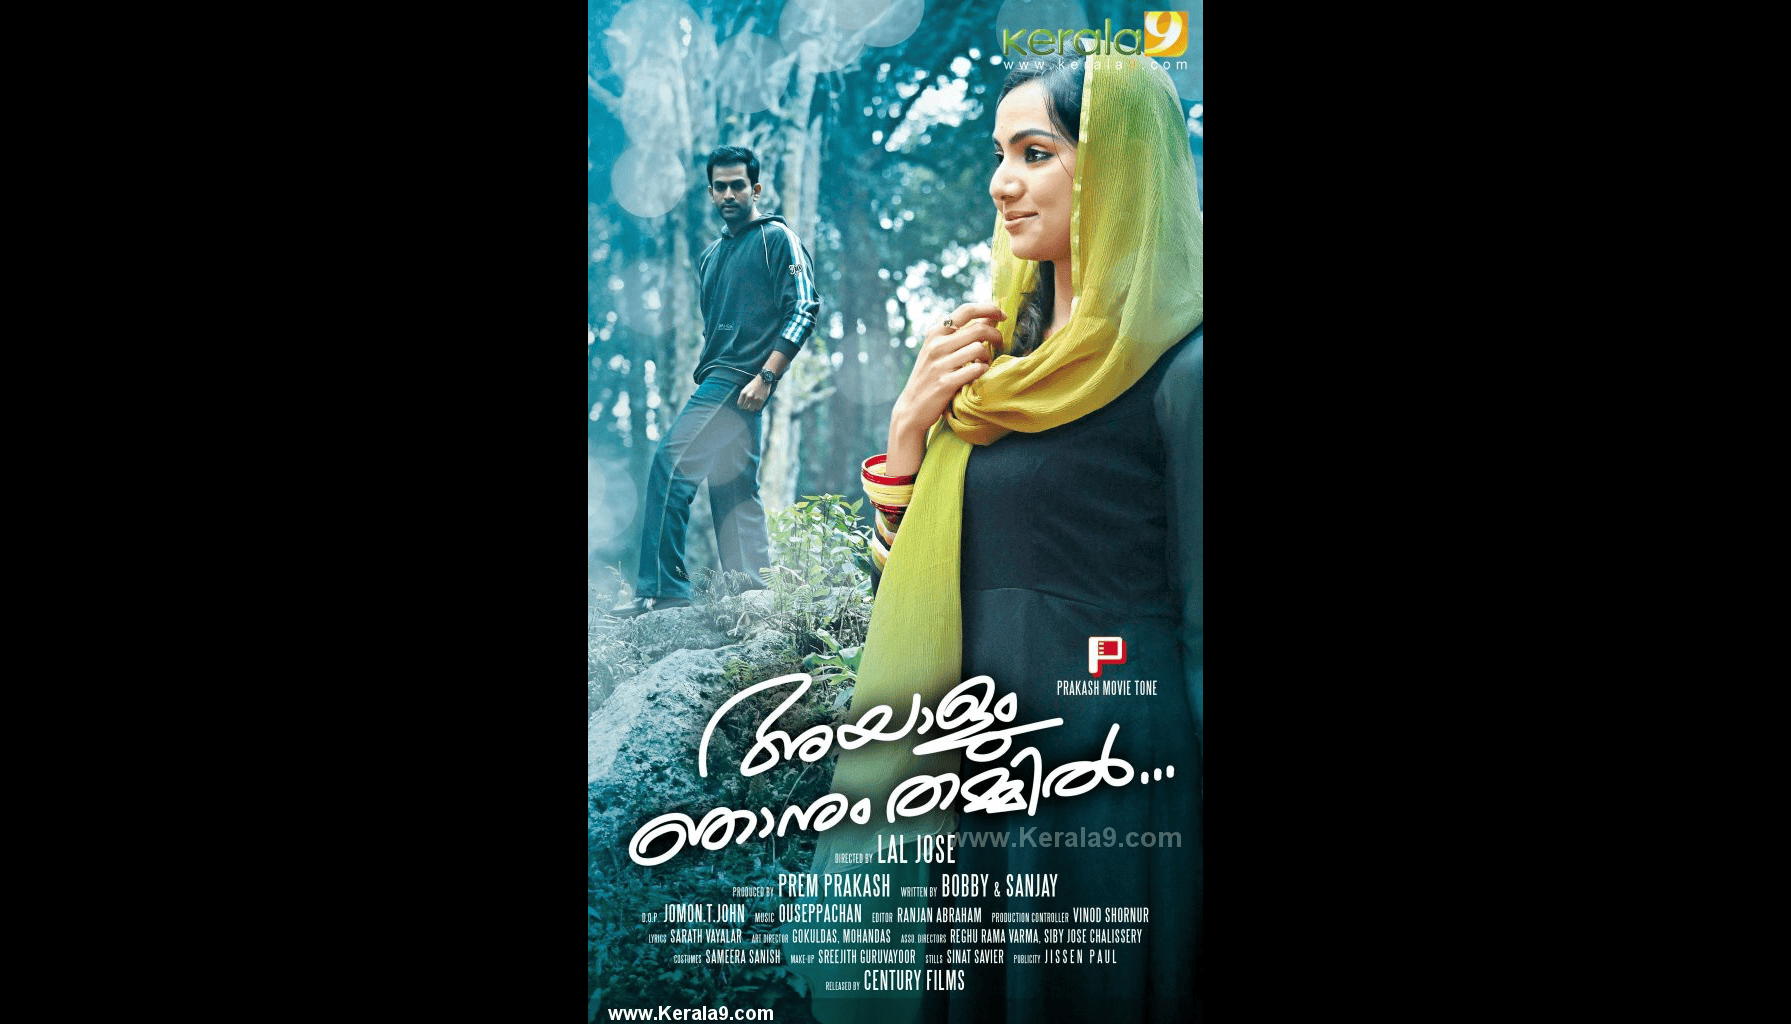 kerala9
www.kerala9.com
P
PRAKASH MOVIE TONE
അയാളും
ഞാനും തമ്മിൽ...
www.Kerala9.com
DIRECTED BY LAL JOSE
PRODUCED BY PREM PRAKASH WRITTEN BY BOBBY & SANJAY
D.O.P. JOMON.T.JOHN MUSIC OUSEPPACHAN EDITOR RANJAN ABRAHAM PRODUCTION CONTROLLER VINOD SHORNUR
LYRICS SARATH VAYALAR ART DIRECTOR GOKULDAS, MOHANDAS ASSO. DIRECTORS REGHU RAMA VARMA, SIBY JOSE CHALISSERY
COSTUMES SAMEERA SANISH MAKE-UP SREEJITH GURUVAYOOR STILLS SINAT SAVIER PUBLICITY JISSEN PAUL
RELEASED BY CENTURY FILMS
www.Kerala9.com